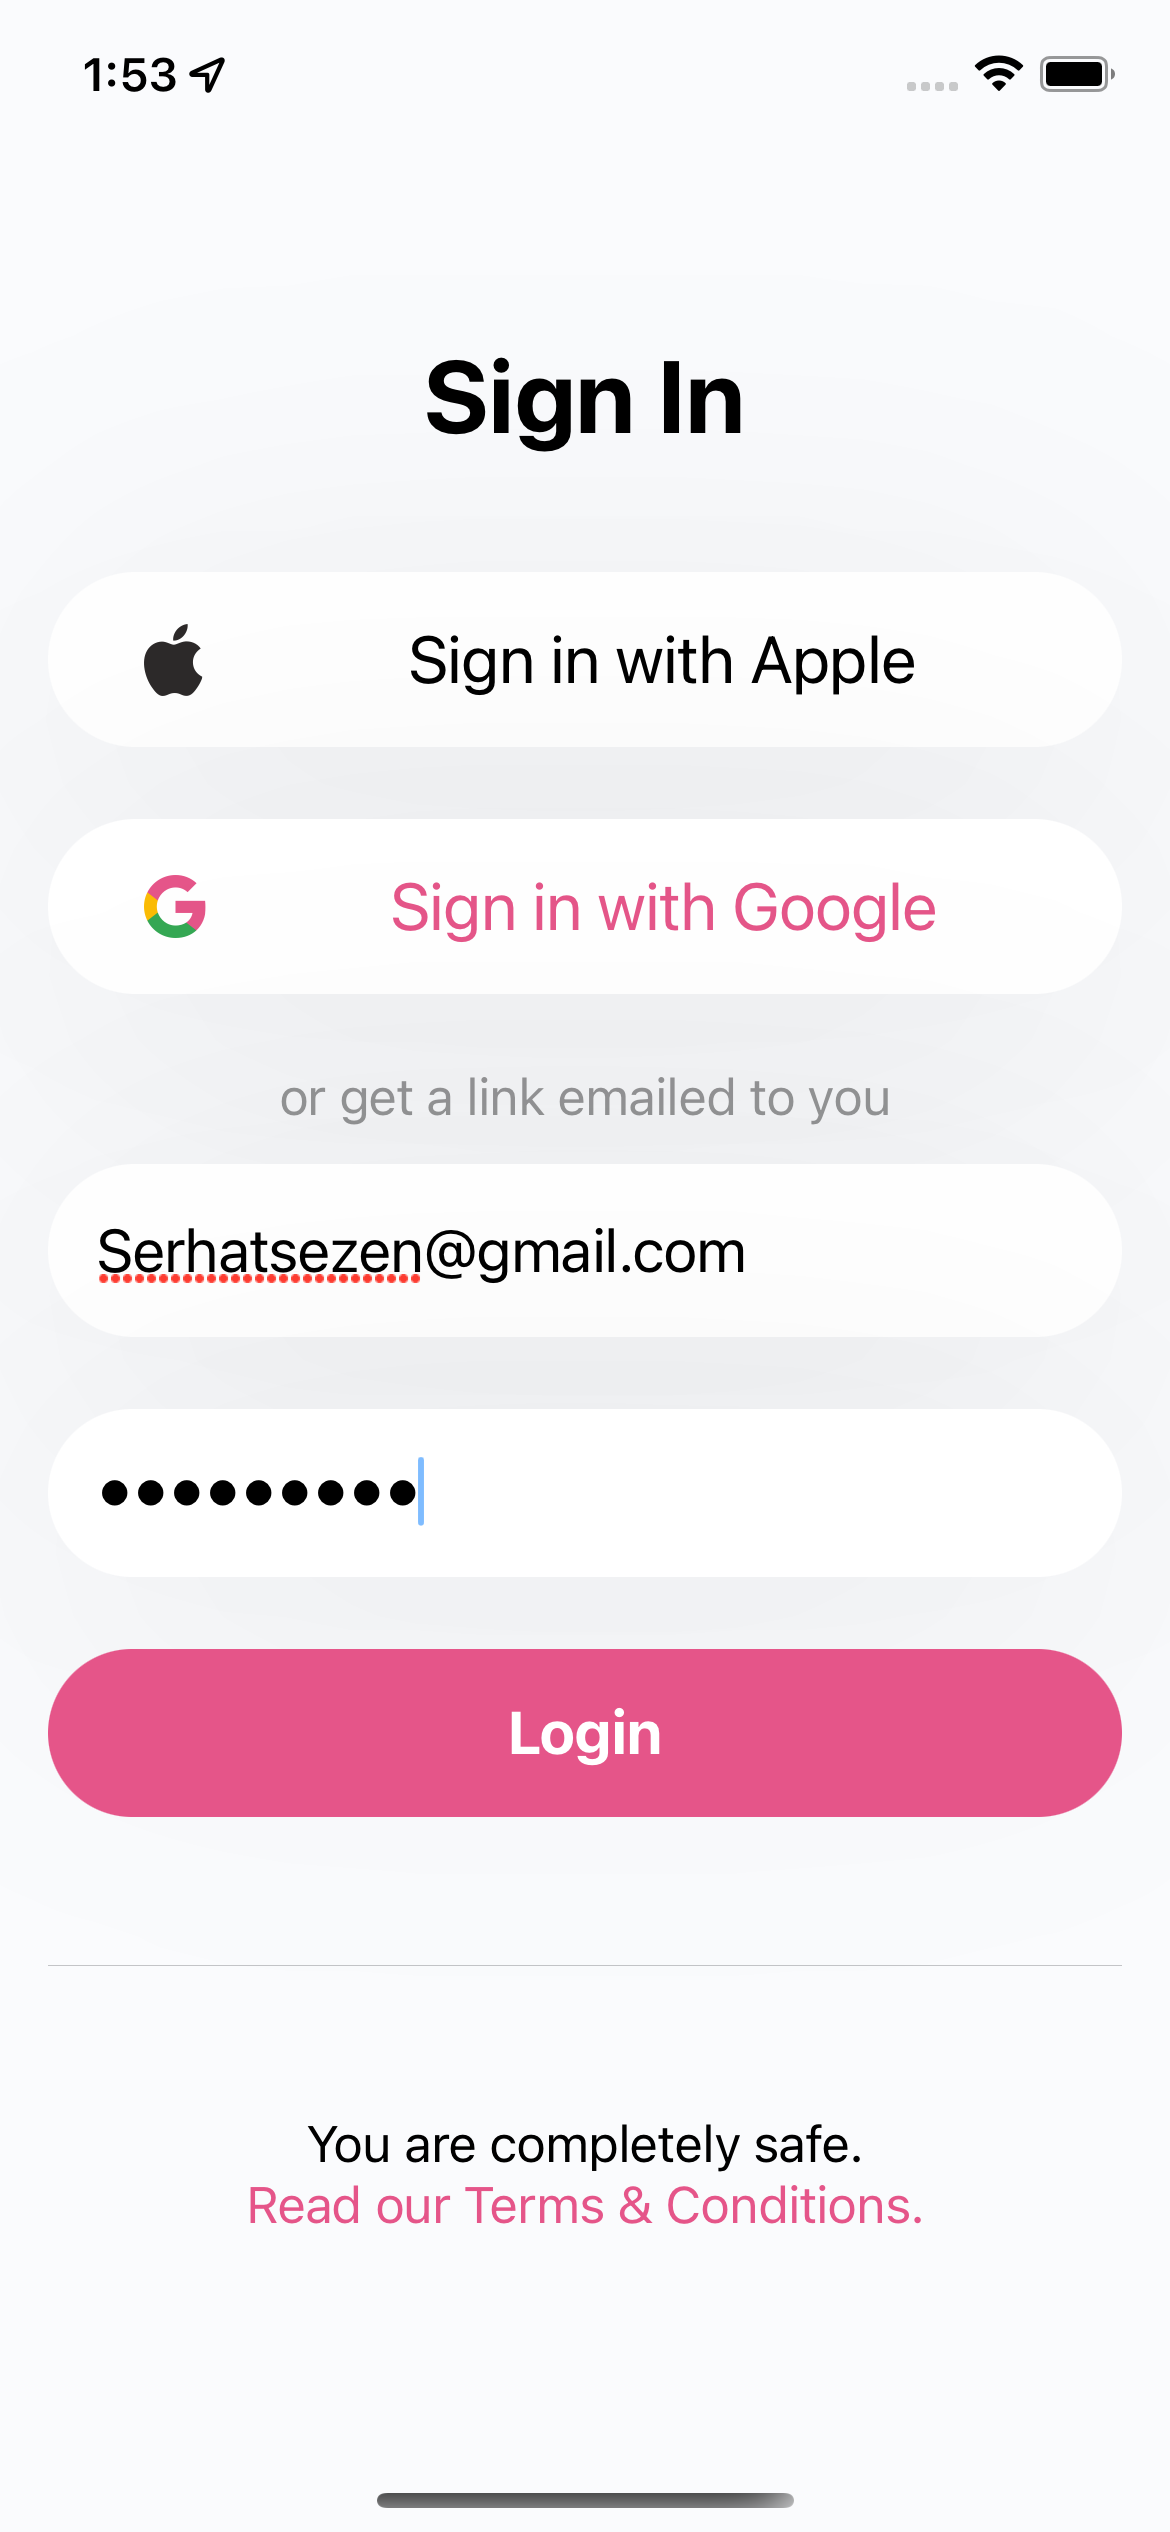 1:53
Sign In
Sign in with Apple
Sign in with Google
or get a link emailed to you
Serhatsezen@gmail.com
Login
You are completely safe.
Read our Terms & Conditions.